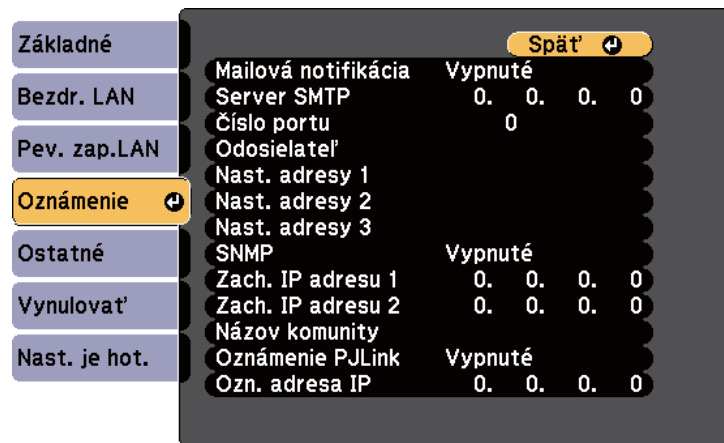 Základné
Bezdr. LAN
Pev. zap.LAN
Oznámenie
Ostatné
Vynulovať
Nast. je hot.
Späť
Mailová notifikácia Vypnuté
Server SMTP 0. 0. 0. 0
Číslo portu 0
Odosielateľ
Nast. adresy 1
Nast. adresy 2
Nast. adresy 3
SNMP Vypnuté
Zach. IP adresu 1 0. 0. 0. 0
Zach. IP adresu 2 0. 0. 0. 0
Názov komunity
Oznámenie PJLink Vypnuté
Ozn. adresa IP 0. 0. 0. 0